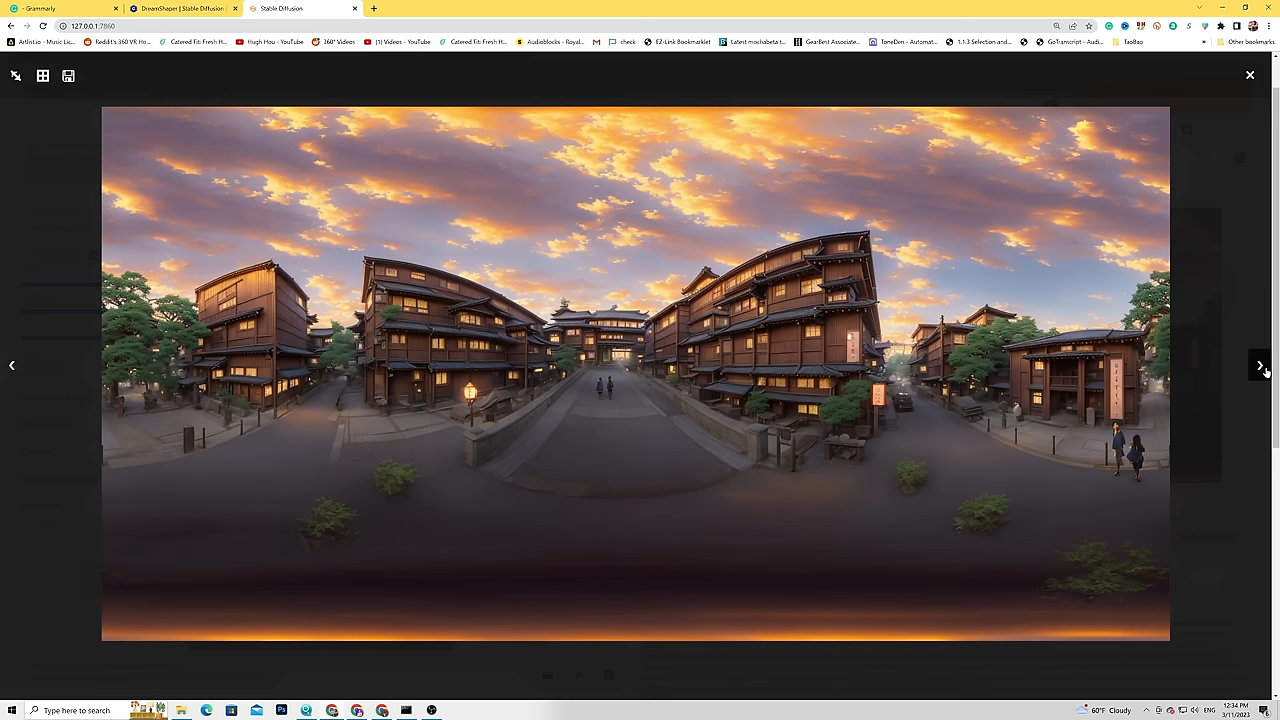 - Grammarly
DreamShaper | Stable Diffusion
Stable Diffusion
127.0.0.1:7860
Artlist.io - Music Lic...
Reddit's 360 VR Ho...
Catered fit: Fresh H...
Hugh Hou - YouTube
360° Videos
(1) Videos - YouTube
Catered fit: Fresh H...
Audioblocks - Royal...
check
EZ-Link Bookmarklet
Latest mochabeta t...
GearBest Associate...
ToneDen - Automat...
1.1.3 Selection and...
GoTranscript - Audi...
TaoBao
»
Other bookmarks
Type here to search
60°F Cloudy
ENG
12:34 PM
3/11/2023